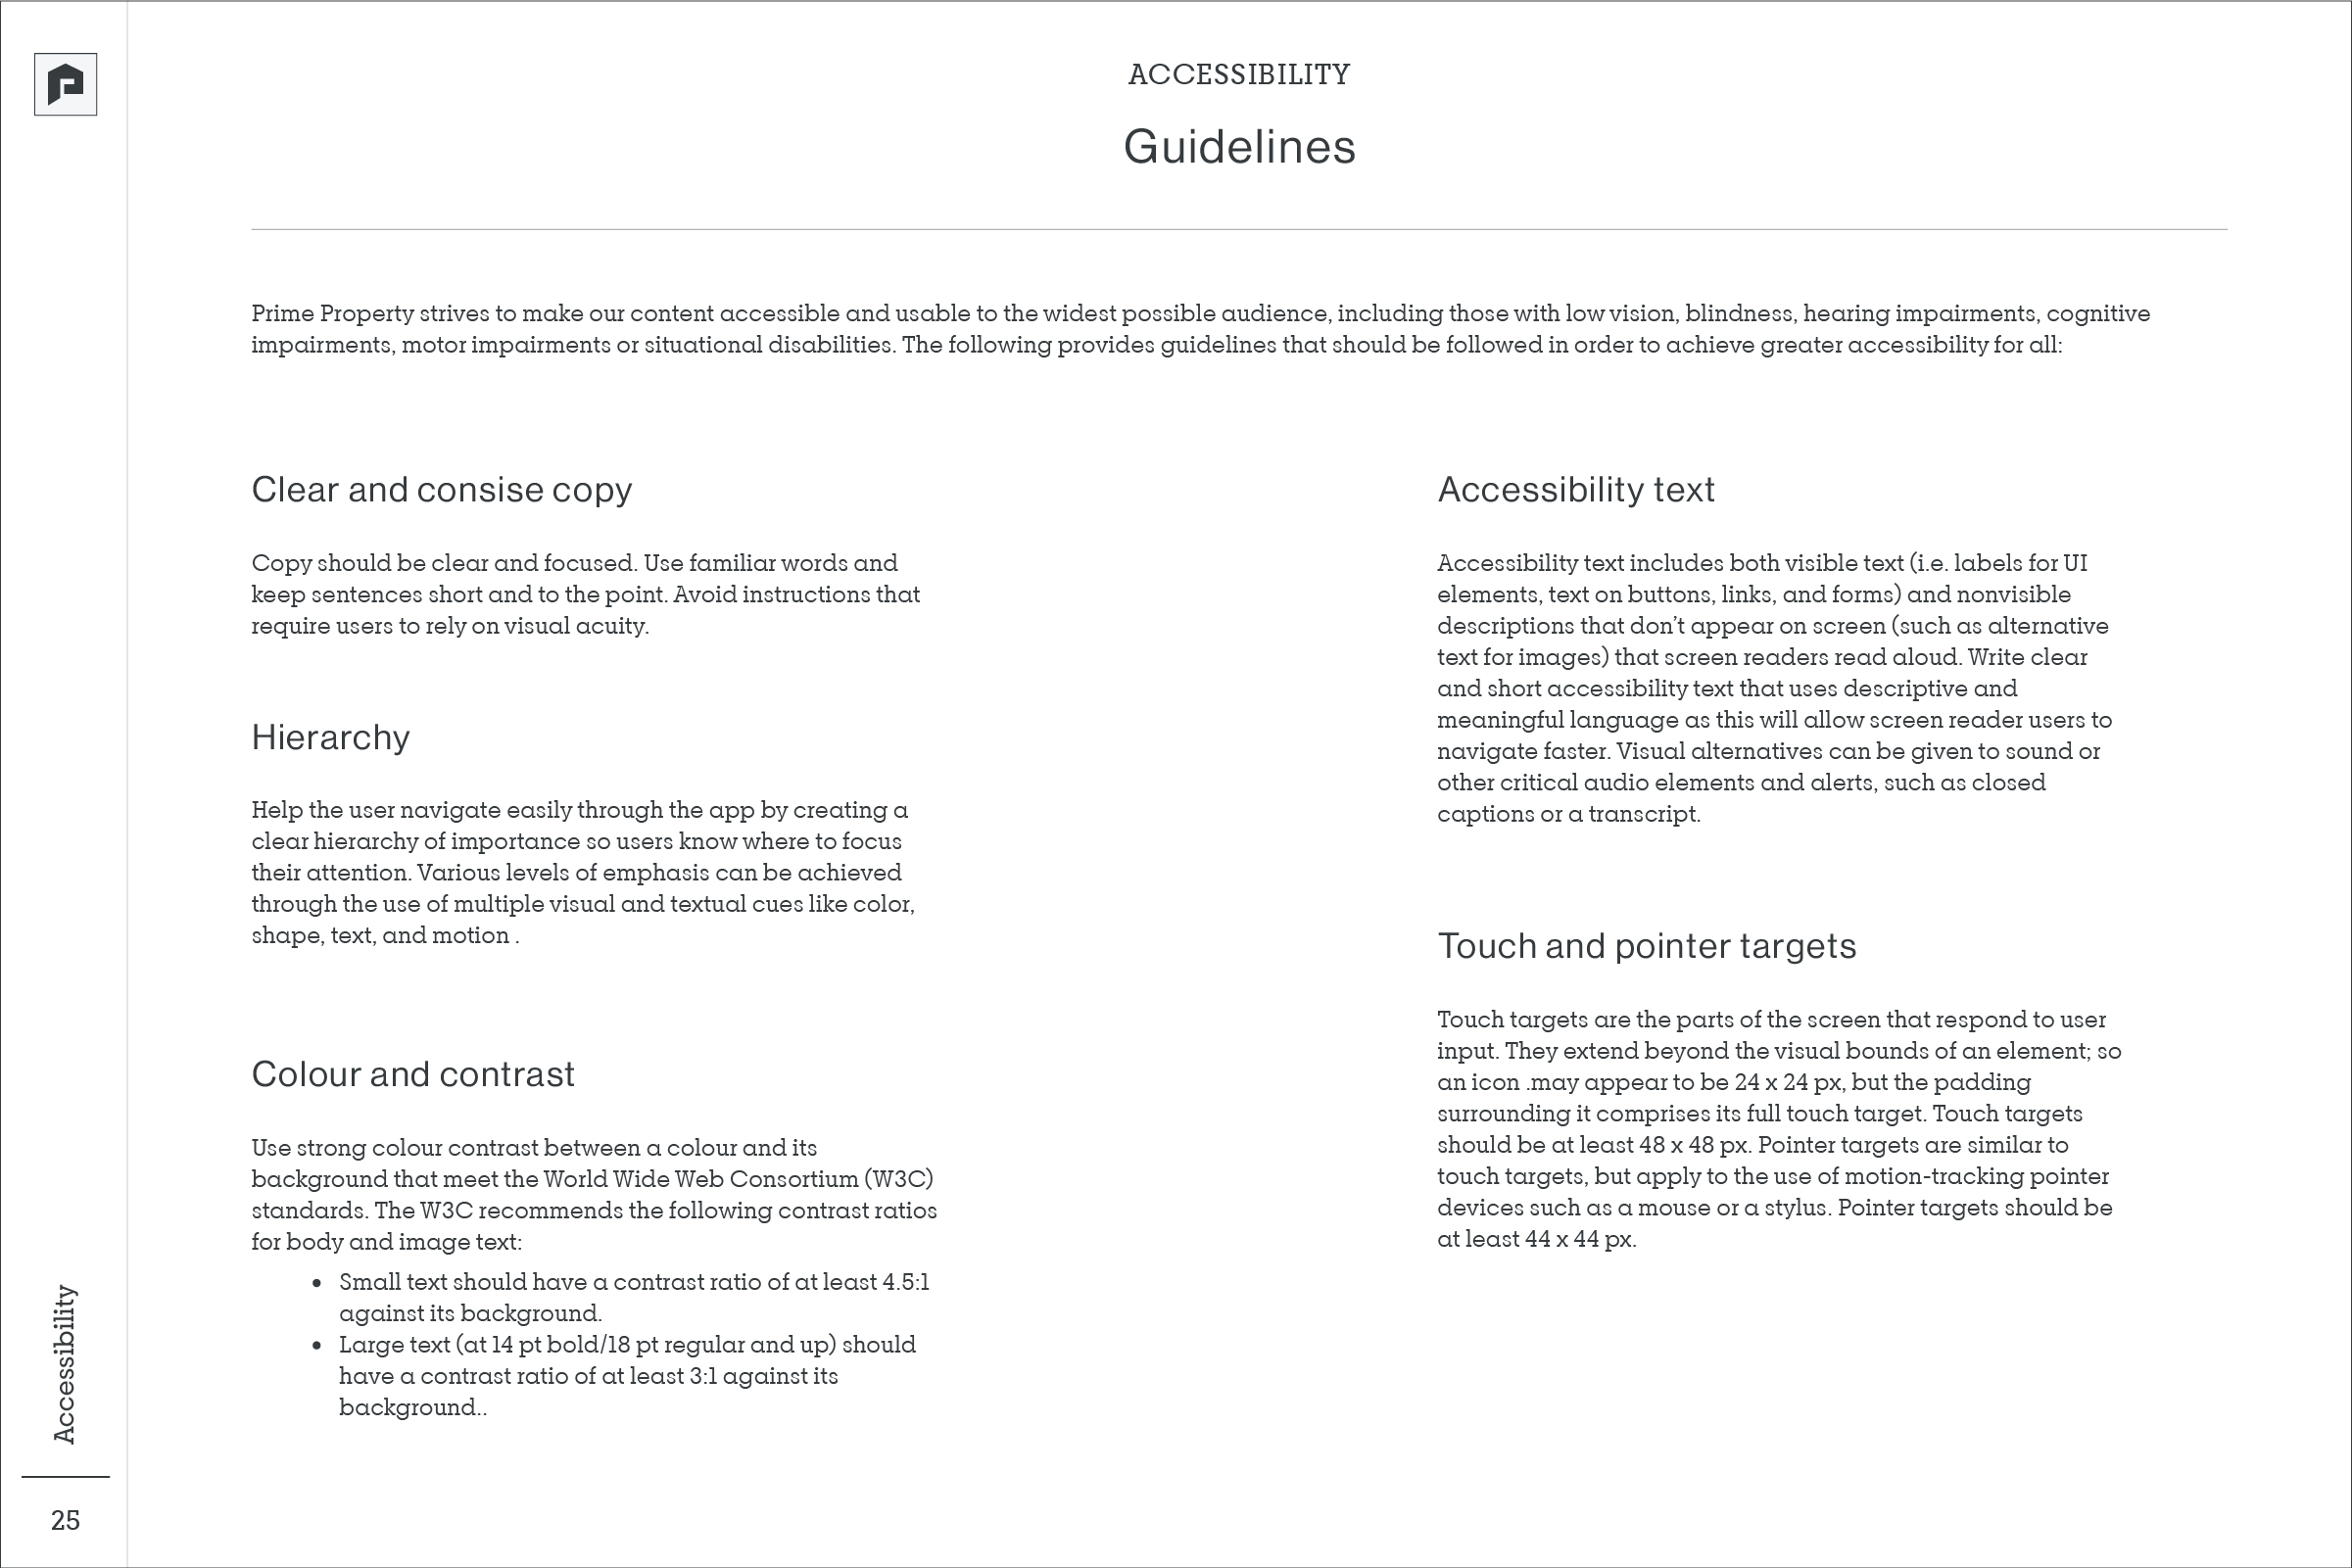 ACCESSIBILITY
Guidelines
Prime Property strives to make our content accessible and usable to the widest possible audience, including those with low vision, blindness, hearing impairments, cognitive
impairments, motor impairments or situational disabilities. The following provides guidelines that should be followed in order to achieve greater accessibility for all:
Clear and consise copy
Copy should be clear and focused. Use familiar words and
keep sentences short and to the point. Avoid instructions that
require users to rely on visual acuity.
Hierarchy
Help the user navigate easily through the app by creating a
clear hierarchy of importance so users know where to focus
their attention. Various levels of emphasis can be achieved
through the use of multiple visual and textual cues like color,
shape, text, and motion .
Colour and contrast
Use strong colour contrast between a colour and its
background that meet the World Wide Web Consortium (W3C)
standards. The W3C recommends the following contrast ratios
for body and image text:
• Small text should have a contrast ratio of at least 4.5:1
against its background.
• Large text (at 14 pt bold/18 pt regular and up) should
have a contrast ratio of at least 3:1 against its
background..
Accessibility text
Accessibility text includes both visible text (i.e. labels for UI
elements, text on buttons, links, and forms) and nonvisible
descriptions that don’t appear on screen (such as alternative
text for images) that screen readers read aloud. Write clear
and short accessibility text that uses descriptive and
meaningful language as this will allow screen reader users to
navigate faster. Visual alternatives can be given to sound or
other critical audio elements and alerts, such as closed
captions or a transcript.
Touch and pointer targets
Touch targets are the parts of the screen that respond to user
input. They extend beyond the visual bounds of an element; so
an icon .may appear to be 24 x 24 px, but the padding
surrounding it comprises its full touch target. Touch targets
should be at least 48 x 48 px. Pointer targets are similar to
touch targets, but apply to the use of motion-tracking pointer
devices such as a mouse or a stylus. Pointer targets should be
at least 44 x 44 px.
Accessibility
25